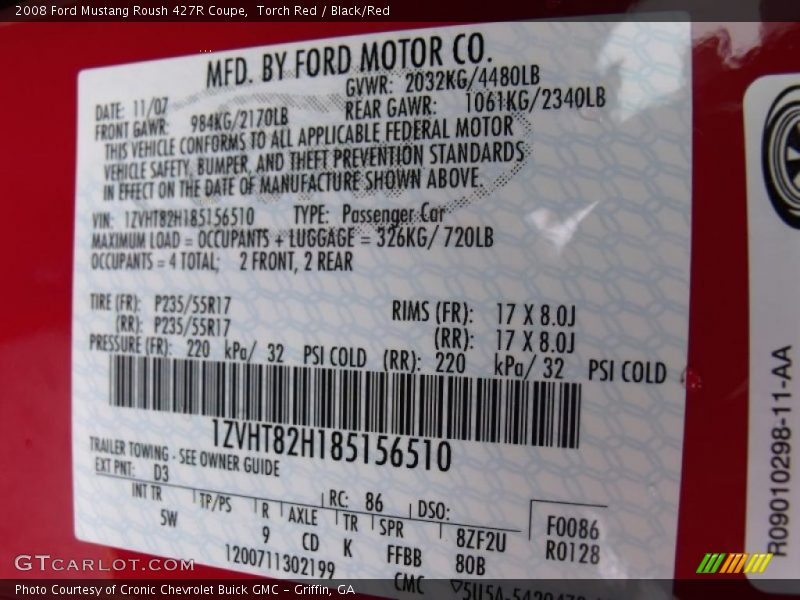 2008 Ford Mustang Roush 427R Coupe, Torch Red / Black/Red
MFD. BY FORD MOTOR CO.
DATE: 11/07 GVWR: 2032KG/4480LB
FRONT GAWR: 984KG/2170LB REAR GAWR: 1061KG/2340LB
THIS VEHICLE CONFORMS TO ALL APPLICABLE FEDERAL MOTOR
VEHICLE SAFETY, BUMPER, AND THEFT PREVENTION STANDARDS
IN EFFECT ON THE DATE OF MANUFACTURE SHOWN ABOVE.
VIN: 1ZVHT82H185156510 TYPE: Passenger Car
MAXIMUM LOAD = OCCUPANTS + LUGGAGE = 326KG/ 720LB
OCCUPANTS = 4 TOTAL; 2 FRONT, 2 REAR
TIRE (FR): P235/55R17 RIMS (FR): 17 X 8.0J
(RR): P235/55R17 (RR): 17 X 8.0J
PRESSURE (FR): 220 kPa/ 32 PSI COLD (RR): 220 kPa/ 32 PSI COLD
1ZVHT82H185156510
TRAILER TOWING - SEE OWNER GUIDE
EXT PNT: D3 RC: 86 DSO: F0086
INT TR TP/PS R AXLE TR SPR 8ZF2U R0128
5W 9 CD K FFBB 80B
1200711302199 CMC
R09010298-11-AA
GTCARLOT.COM
Photo Courtesy of Cronic Chevrolet Buick GMC - Griffin, GA